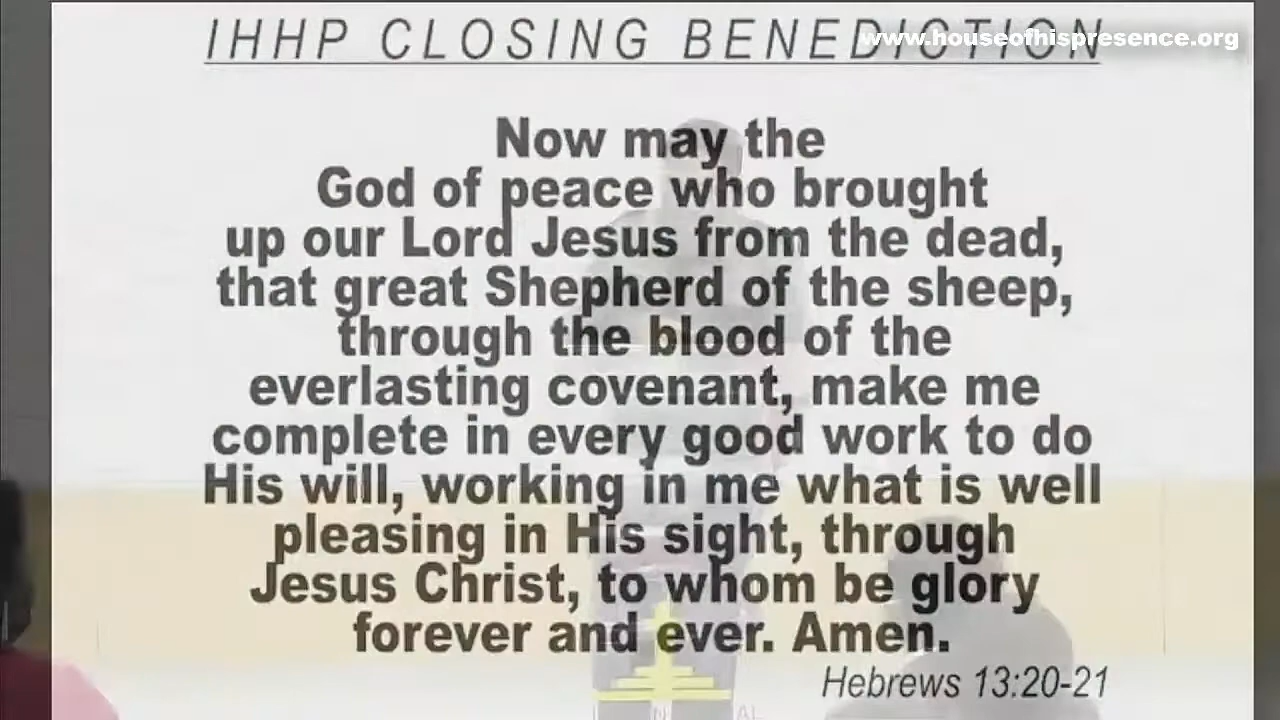 IHHP CLOSING BENEDICTION
www.houseofhispresence.org
Now may the
God of peace who brought
up our Lord Jesus from the dead,
that great Shepherd of the sheep,
through the blood of the
everlasting covenant, make me
complete in every good work to do
His will, working in me what is well
pleasing in His sight, through
Jesus Christ, to whom be glory
forever and ever. Amen.
Hebrews 13:20-21